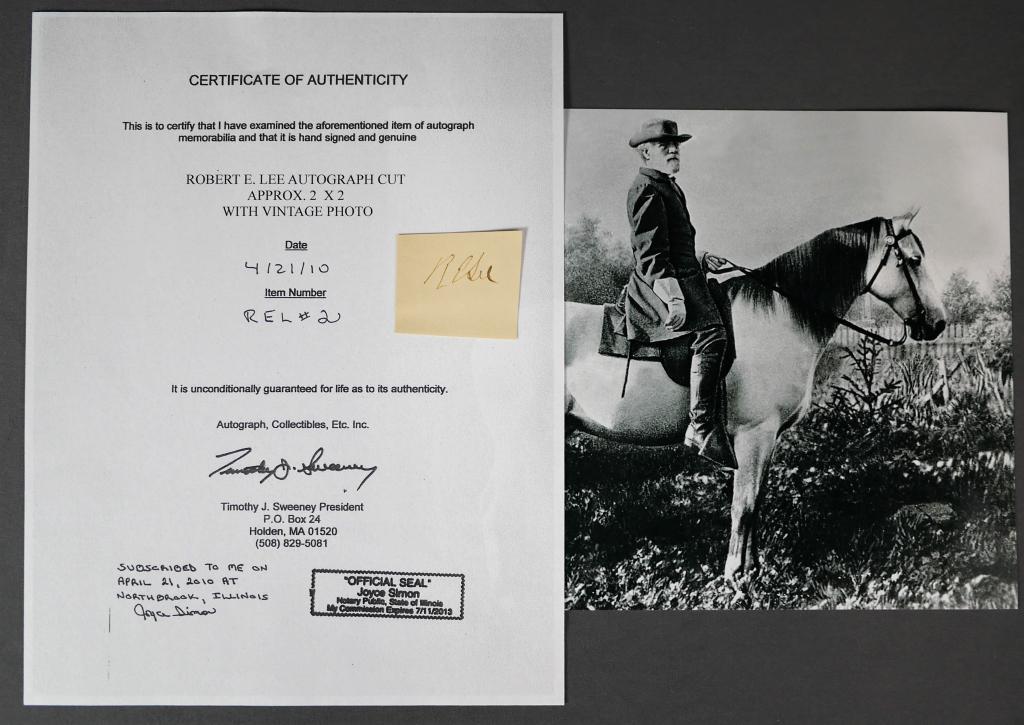 CERTIFICATE OF AUTHENTICITY
This is to certify that I have examined the aforementioned item of autograph
memorabilia and that it is hand signed and genuine
ROBERT E. LEE AUTOGRAPH CUT
APPROX. 2 X 2
WITH VINTAGE PHOTO
Date
4/21/10
Item Number
REL#2
RELee
It is unconditionally guaranteed for life as to its authenticity.
Autograph, Collectibles, Etc. Inc.
Timothy J. Sweeney
Timothy J. Sweeney President
P.O. Box 24
Holden, MA 01520
(508) 829-5081
SUBSCRIBED TO ME ON
APRIL 21, 2010 AT
NORTHBROOK, ILLINOIS
Joyce Simon
"OFFICIAL SEAL"
Joyce Simon
Notary Public, State of Illinois
My Commission Expires 7/11/2013